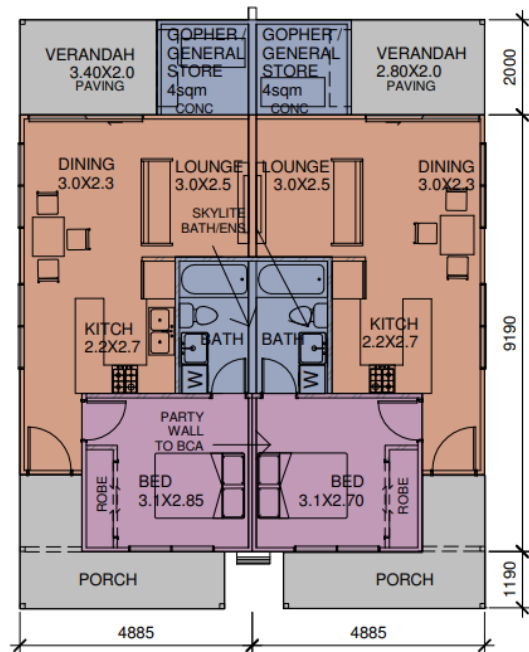 GOPHER /
GENERAL
STORE
4sqm
CONC
GOPHER /
GENERAL
STORE
4sqm
CONC
VERANDAH
3.40X2.0
PAVING
VERANDAH
2.80X2.0
PAVING
2000
DINING
3.0X2.3
LOUNGE
3.0X2.5
LOUNGE
3.0X2.5
DINING
3.0X2.3
SKYLITE
BATH/ENS
KITCH
2.2X2.7
BATH
BATH
KITCH
2.2X2.7
9190
W
W
PARTY
WALL
TO BCA
ROBE
BED
3.1X2.85
BED
3.1X2.70
ROBE
PORCH
PORCH
1190
4885
4885